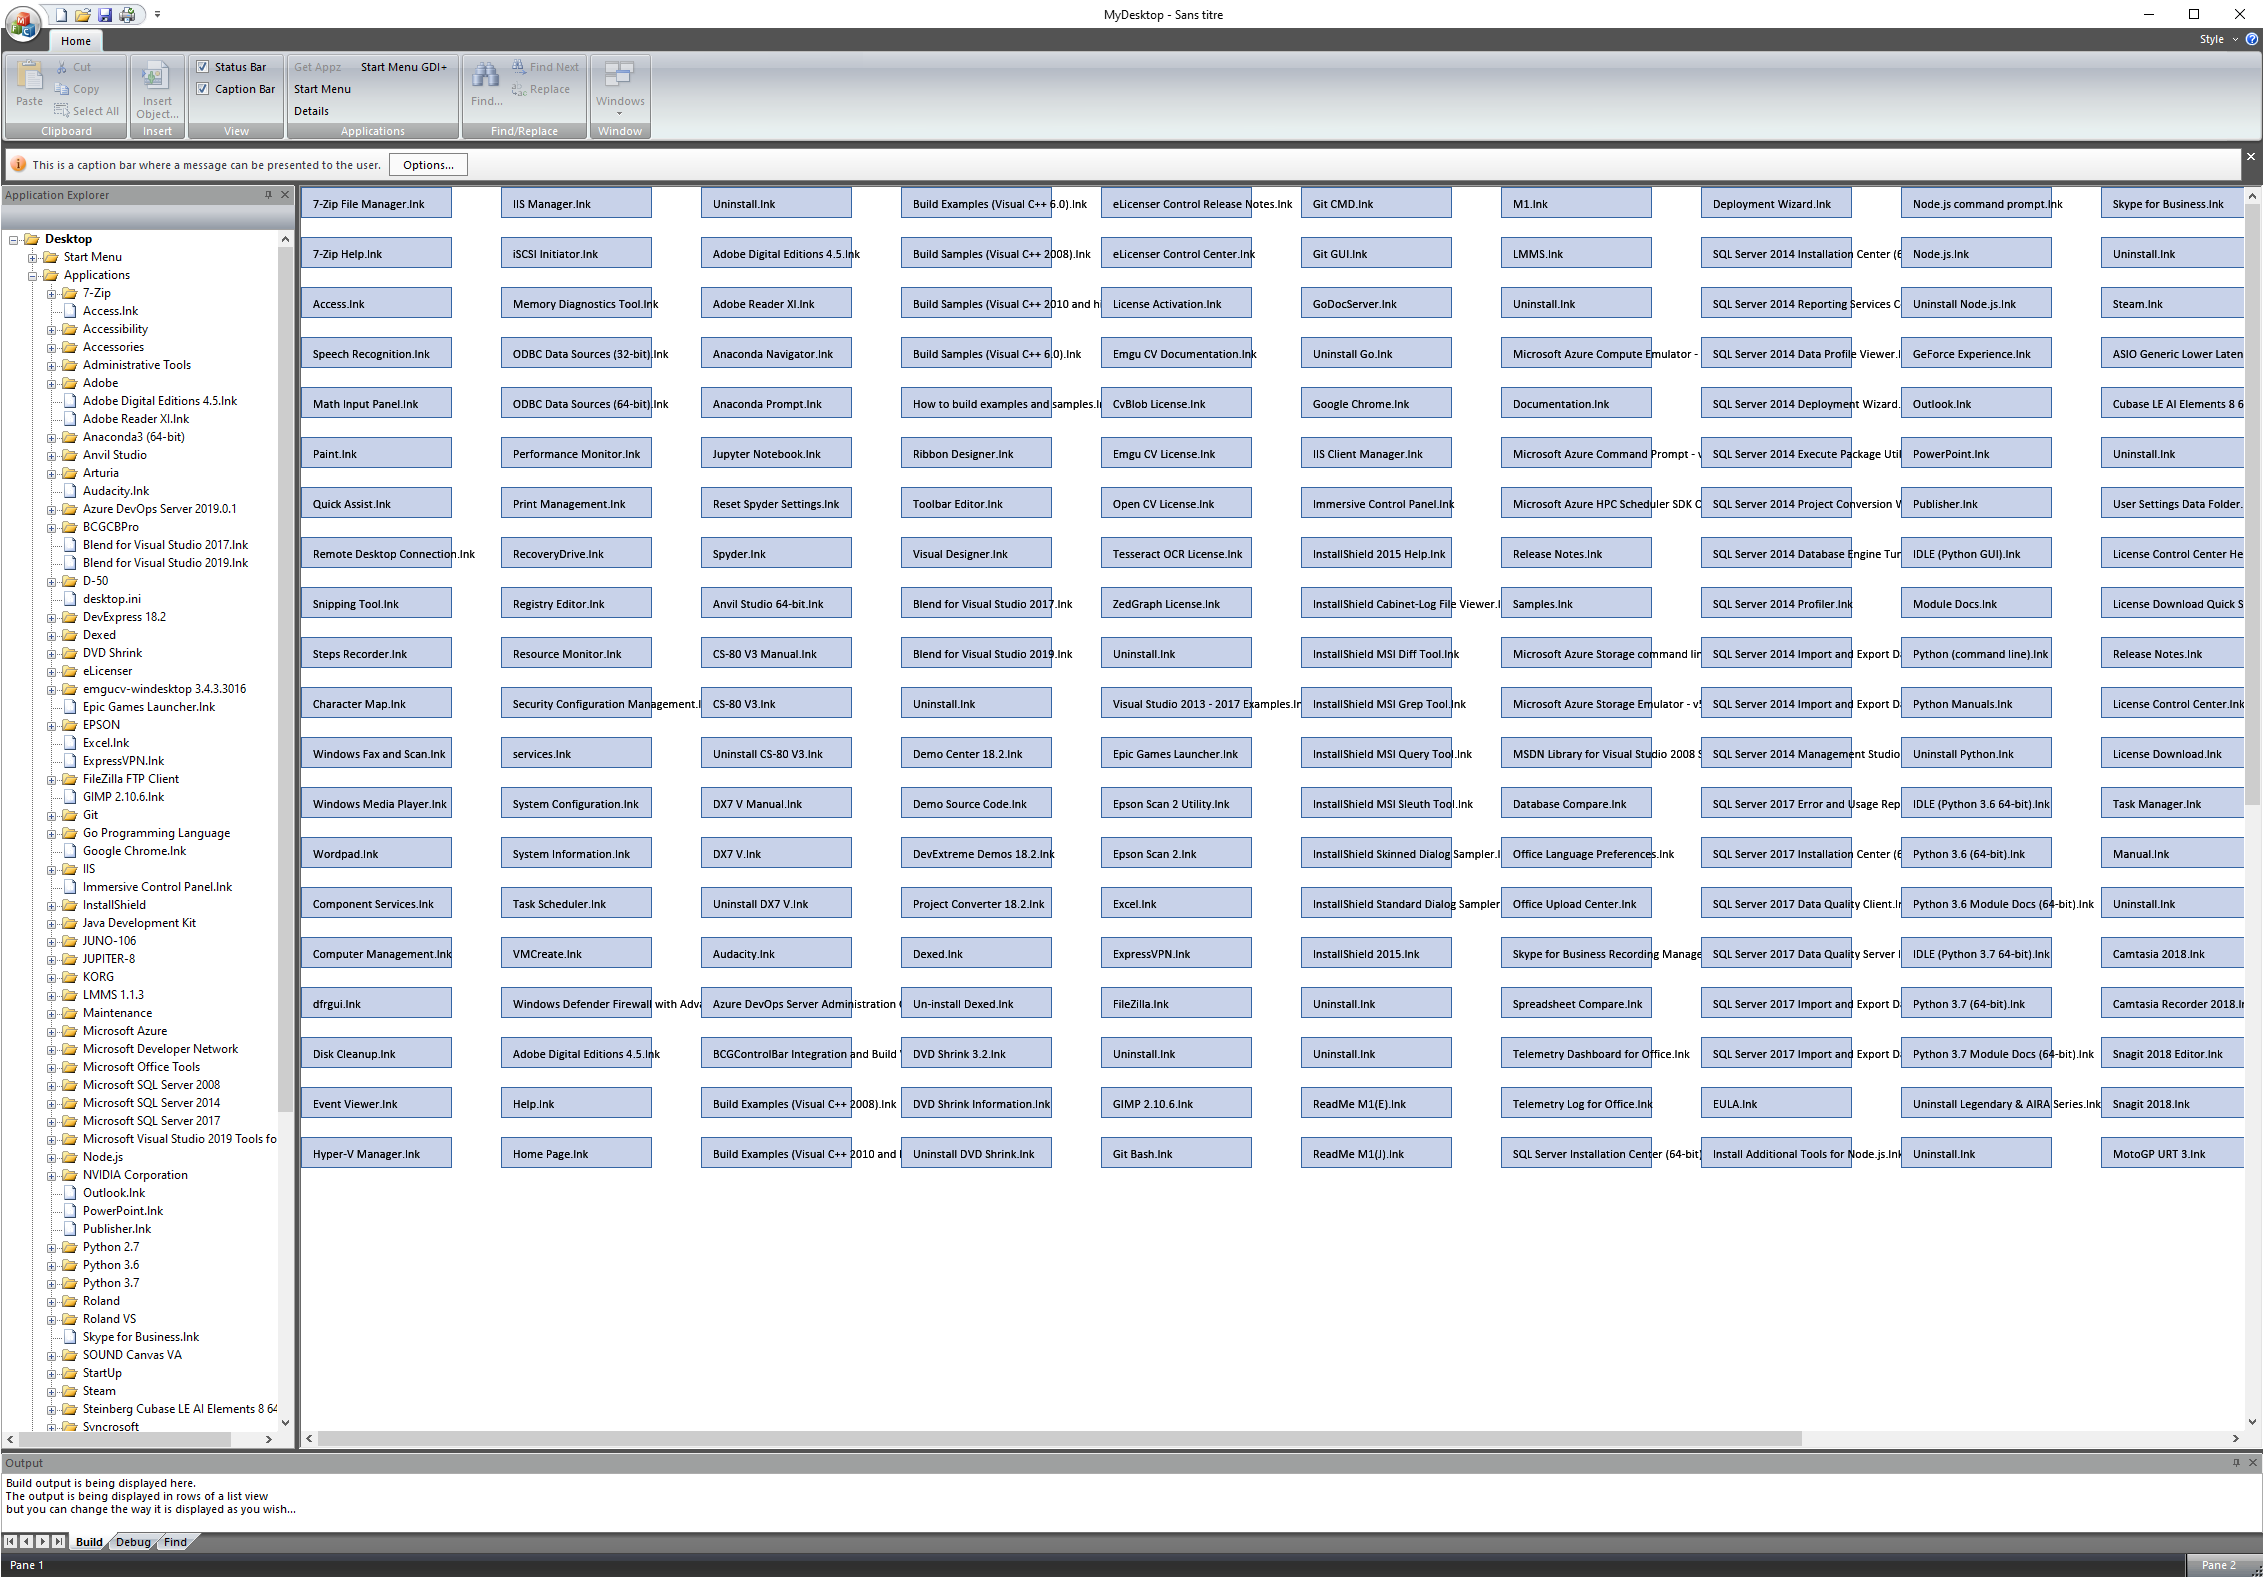 MyDesktop - Sans titre
Home
Style
Paste
Cut
Copy
Select All
Clipboard
Insert
Object...
Insert
Status Bar
Caption Bar
View
Get Appz
Start Menu GDI+
Start Menu
Details
Applications
Find...
Find Next
Replace
Find/Replace
Windows
Window
This is a caption bar where a message can be presented to the user.
Options...
Application Explorer
Desktop
Start Menu
Applications
7-Zip
Access.lnk
Accessibility
Accessories
Administrative Tools
Adobe
Adobe Digital Editions 4.5.lnk
Adobe Reader XI.lnk
Anaconda3 (64-bit)
Anvil Studio
Arturia
Audacity.lnk
Azure DevOps Server 2019.0.1
BCGCBPro
Blend for Visual Studio 2017.lnk
Blend for Visual Studio 2019.lnk
D-50
desktop.ini
DevExpress 18.2
Dexed
DVD Shrink
eLicenser
emgucv-windesktop 3.4.3.3016
Epic Games Launcher.lnk
EPSON
Excel.lnk
ExpressVPN.lnk
FileZilla FTP Client
GIMP 2.10.6.lnk
Git
Go Programming Language
Google Chrome.lnk
IIS
Immersive Control Panel.lnk
InstallShield
Java Development Kit
JUNO-106
JUPITER-8
KORG
LMMS 1.1.3
Maintenance
Microsoft Azure
Microsoft Developer Network
Microsoft Office Tools
Microsoft SQL Server 2008
Microsoft SQL Server 2014
Microsoft SQL Server 2017
Microsoft Visual Studio 2019 Tools fo
Node.js
NVIDIA Corporation
Outlook.lnk
PowerPoint.lnk
Publisher.lnk
Python 2.7
Python 3.6
Python 3.7
Roland
Roland VS
Skype for Business.lnk
SOUND Canvas VA
StartUp
Steam
Steinberg Cubase LE AI Elements 8 64
Syncrosoft
7-Zip File Manager.lnk
7-Zip Help.lnk
Access.lnk
Speech Recognition.lnk
Math Input Panel.lnk
Paint.lnk
Quick Assist.lnk
Remote Desktop Connection.lnk
Snipping Tool.lnk
Steps Recorder.lnk
Character Map.lnk
Windows Fax and Scan.lnk
Windows Media Player.lnk
Wordpad.lnk
Component Services.lnk
Computer Management.lnk
dfrgui.lnk
Disk Cleanup.lnk
Event Viewer.lnk
Hyper-V Manager.lnk
IIS Manager.lnk
iSCSI Initiator.lnk
Memory Diagnostics Tool.lnk
ODBC Data Sources (32-bit).lnk
ODBC Data Sources (64-bit).lnk
Performance Monitor.lnk
Print Management.lnk
RecoveryDrive.lnk
Registry Editor.lnk
Resource Monitor.lnk
Security Configuration Management.l
services.lnk
System Configuration.lnk
System Information.lnk
Task Scheduler.lnk
VMCreate.lnk
Windows Defender Firewall with Adva
Adobe Digital Editions 4.5.lnk
Help.lnk
Home Page.lnk
Uninstall.lnk
Adobe Digital Editions 4.5.lnk
Adobe Reader XI.lnk
Anaconda Navigator.lnk
Anaconda Prompt.lnk
Jupyter Notebook.lnk
Reset Spyder Settings.lnk
Spyder.lnk
Anvil Studio 64-bit.lnk
CS-80 V3 Manual.lnk
CS-80 V3.lnk
Uninstall CS-80 V3.lnk
DX7 V Manual.lnk
DX7 V.lnk
Uninstall DX7 V.lnk
Audacity.lnk
Azure DevOps Server Administration
BCGControlBar Integration and Build
Build Examples (Visual C++ 2008).lnk
Build Examples (Visual C++ 2010 and
Build Examples (Visual C++ 6.0).lnk
Build Samples (Visual C++ 2008).lnk
Build Samples (Visual C++ 2010 and hi
Build Samples (Visual C++ 6.0).lnk
How to build examples and samples.l
Ribbon Designer.lnk
Toolbar Editor.lnk
Visual Designer.lnk
Blend for Visual Studio 2017.lnk
Blend for Visual Studio 2019.lnk
Uninstall.lnk
Demo Center 18.2.lnk
Demo Source Code.lnk
DevExtreme Demos 18.2.lnk
Project Converter 18.2.lnk
Dexed.lnk
Un-install Dexed.lnk
DVD Shrink 3.2.lnk
DVD Shrink Information.lnk
Uninstall DVD Shrink.lnk
eLicenser Control Release Notes.lnk
eLicenser Control Center.lnk
License Activation.lnk
Emgu CV Documentation.lnk
CvBlob License.lnk
Emgu CV License.lnk
Open CV License.lnk
Tesseract OCR License.lnk
ZedGraph License.lnk
Uninstall.lnk
Visual Studio 2013 - 2017 Examples.ln
Epic Games Launcher.lnk
Epson Scan 2 Utility.lnk
Epson Scan 2.lnk
Excel.lnk
ExpressVPN.lnk
FileZilla.lnk
Uninstall.lnk
GIMP 2.10.6.lnk
Git Bash.lnk
Git CMD.lnk
Git GUI.lnk
GoDocServer.lnk
Uninstall Go.lnk
Google Chrome.lnk
IIS Client Manager.lnk
Immersive Control Panel.lnk
InstallShield 2015 Help.lnk
InstallShield Cabinet-Log File Viewer.l
InstallShield MSI Diff Tool.lnk
InstallShield MSI Grep Tool.lnk
InstallShield MSI Query Tool.lnk
InstallShield MSI Sleuth Tool.lnk
InstallShield Skinned Dialog Sampler.l
InstallShield Standard Dialog Sampler
InstallShield 2015.lnk
Uninstall.lnk
Uninstall.lnk
ReadMe M1(E).lnk
ReadMe M1(J).lnk
M1.lnk
LMMS.lnk
Uninstall.lnk
Microsoft Azure Compute Emulator -
Documentation.lnk
Microsoft Azure Command Prompt - v
Microsoft Azure HPC Scheduler SDK C
Release Notes.lnk
Samples.lnk
Microsoft Azure Storage command lin
Microsoft Azure Storage Emulator - v5
MSDN Library for Visual Studio 2008 S
Database Compare.lnk
Office Language Preferences.lnk
Office Upload Center.lnk
Skype for Business Recording Manage
Spreadsheet Compare.lnk
Telemetry Dashboard for Office.lnk
Telemetry Log for Office.lnk
SQL Server Installation Center (64-bit)
Deployment Wizard.lnk
SQL Server 2014 Installation Center (6
SQL Server 2014 Reporting Services C
SQL Server 2014 Data Profile Viewer.l
SQL Server 2014 Deployment Wizard.
SQL Server 2014 Execute Package Util
SQL Server 2014 Project Conversion W
SQL Server 2014 Database Engine Tun
SQL Server 2014 Profiler.lnk
SQL Server 2014 Import and Export Da
SQL Server 2014 Import and Export Da
SQL Server 2014 Management Studio
SQL Server 2017 Error and Usage Rep
SQL Server 2017 Installation Center (6
SQL Server 2017 Data Quality Client.ln
SQL Server 2017 Data Quality Server I
SQL Server 2017 Import and Export Da
SQL Server 2017 Import and Export Da
EULA.lnk
Install Additional Tools for Node.js.lnk
Node.js command prompt.lnk
Node.js.lnk
Uninstall Node.js.lnk
GeForce Experience.lnk
Outlook.lnk
PowerPoint.lnk
Publisher.lnk
IDLE (Python GUI).lnk
Module Docs.lnk
Python (command line).lnk
Python Manuals.lnk
Uninstall Python.lnk
IDLE (Python 3.6 64-bit).lnk
Python 3.6 (64-bit).lnk
Python 3.6 Module Docs (64-bit).lnk
IDLE (Python 3.7 64-bit).lnk
Python 3.7 (64-bit).lnk
Python 3.7 Module Docs (64-bit).lnk
Uninstall Legendary & AIRA Series.lnk
Uninstall.lnk
Skype for Business.lnk
Uninstall.lnk
Steam.lnk
ASIO Generic Lower Laten
Cubase LE AI Elements 8 6
Uninstall.lnk
User Settings Data Folder.
License Control Center He
License Download Quick S
Release Notes.lnk
License Control Center.lnk
License Download.lnk
Task Manager.lnk
Manual.lnk
Uninstall.lnk
Camtasia 2018.lnk
Camtasia Recorder 2018.l
Snagit 2018 Editor.lnk
Snagit 2018.lnk
MotoGP URT 3.lnk
Output
Build output is being displayed here.
The output is being displayed in rows of a list view
but you can change the way it is displayed as you wish...
Build
Debug
Find
Pane 1
Pane 2